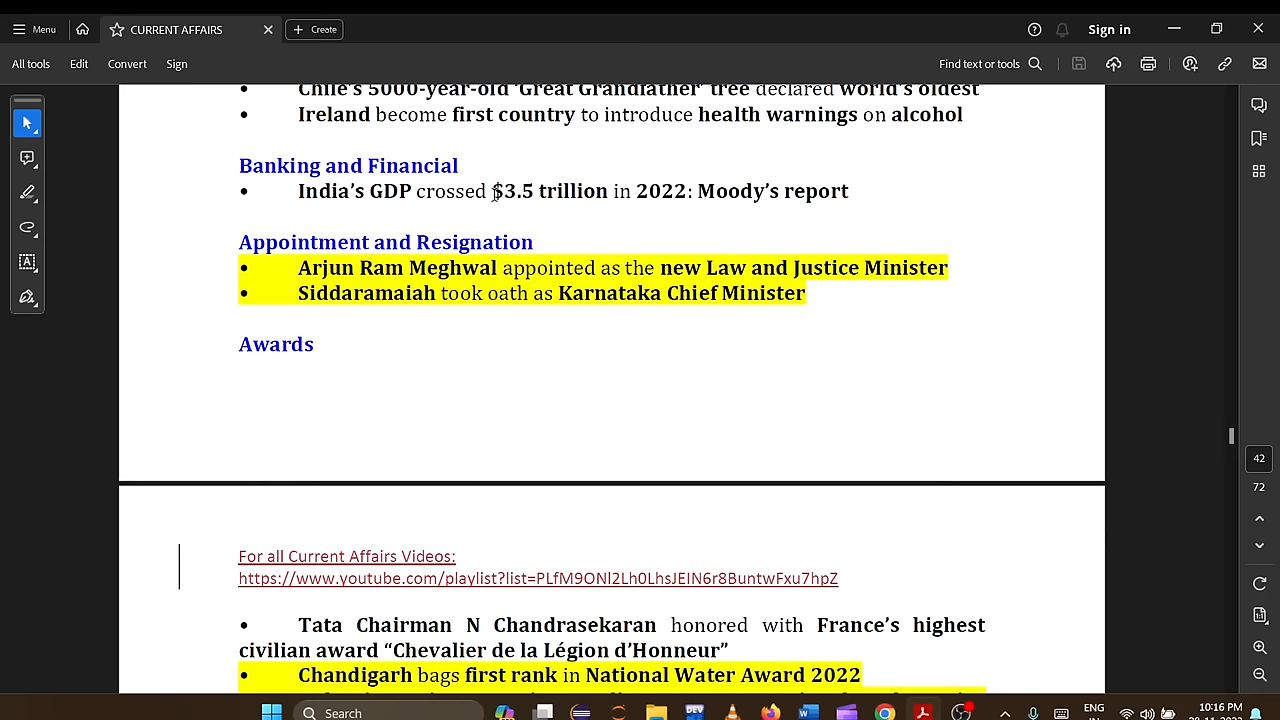 Menu
CURRENT AFFAIRS
Create
Sign in
All tools Edit Convert Sign
Find text or tools
• Chile's 5000-year-old 'Great Grandfather' tree declared world's oldest
• Ireland become first country to introduce health warnings on alcohol
Banking and Financial
• India's GDP crossed $3.5 trillion in 2022: Moody's report
Appointment and Resignation
• Arjun Ram Meghwal appointed as the new Law and Justice Minister
• Siddaramaiah took oath as Karnataka Chief Minister
Awards
42
72
For all Current Affairs Videos:
https://www.youtube.com/playlist?list=PLfM9ONl2Lh0LhsJEIN6r8BuntwFxu7hpZ
• Tata Chairman N Chandrasekaran honored with France's highest
civilian award "Chevalier de la Légion d'Honneur"
• Chandigarh bags first rank in National Water Award 2022
Search
DEV
ENG
10:16 PM